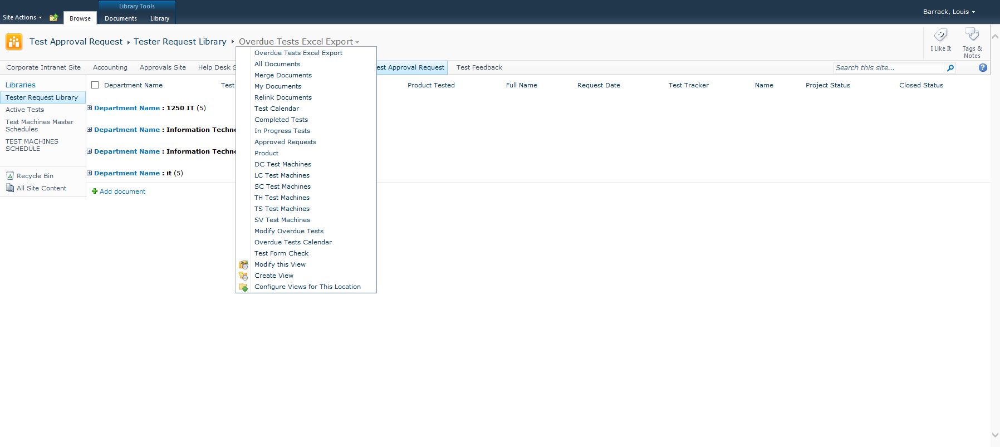 Library Tools
Site Actions
Browse
Documents
Library
Barrack, Louis
Test Approval Request
Tester Request Library
Overdue Tests Excel Export
I Like It
Tags &
Notes
Corporate Intranet Site
Accounting
Approvals Site
Help Desk
Approval Request
Test Feedback
Search this site...
Libraries
Tester Request Library
Active Tests
Test Machines Master
Schedules
TEST MACHINES
SCHEDULE
Recycle Bin
All Site Content
Department Name
Test
Product Tested
Full Name
Request Date
Test Tracker
Name
Project Status
Closed Status
Department Name : 1250 IT (5)
Department Name : Information
Department Name : Information
Department Name : it (5)
Add document
Overdue Tests Excel Export
All Documents
Merge Documents
My Documents
Relink Documents
Test Calendar
Completed Tests
In Progress Tests
Approved Requests
Product
DC Test Machines
LC Test Machines
SC Test Machines
TH Test Machines
TS Test Machines
SV Test Machines
Modify Overdue Tests
Overdue Tests Calendar
Test Form Check
Modify this View
Create View
Configure Views for This Location